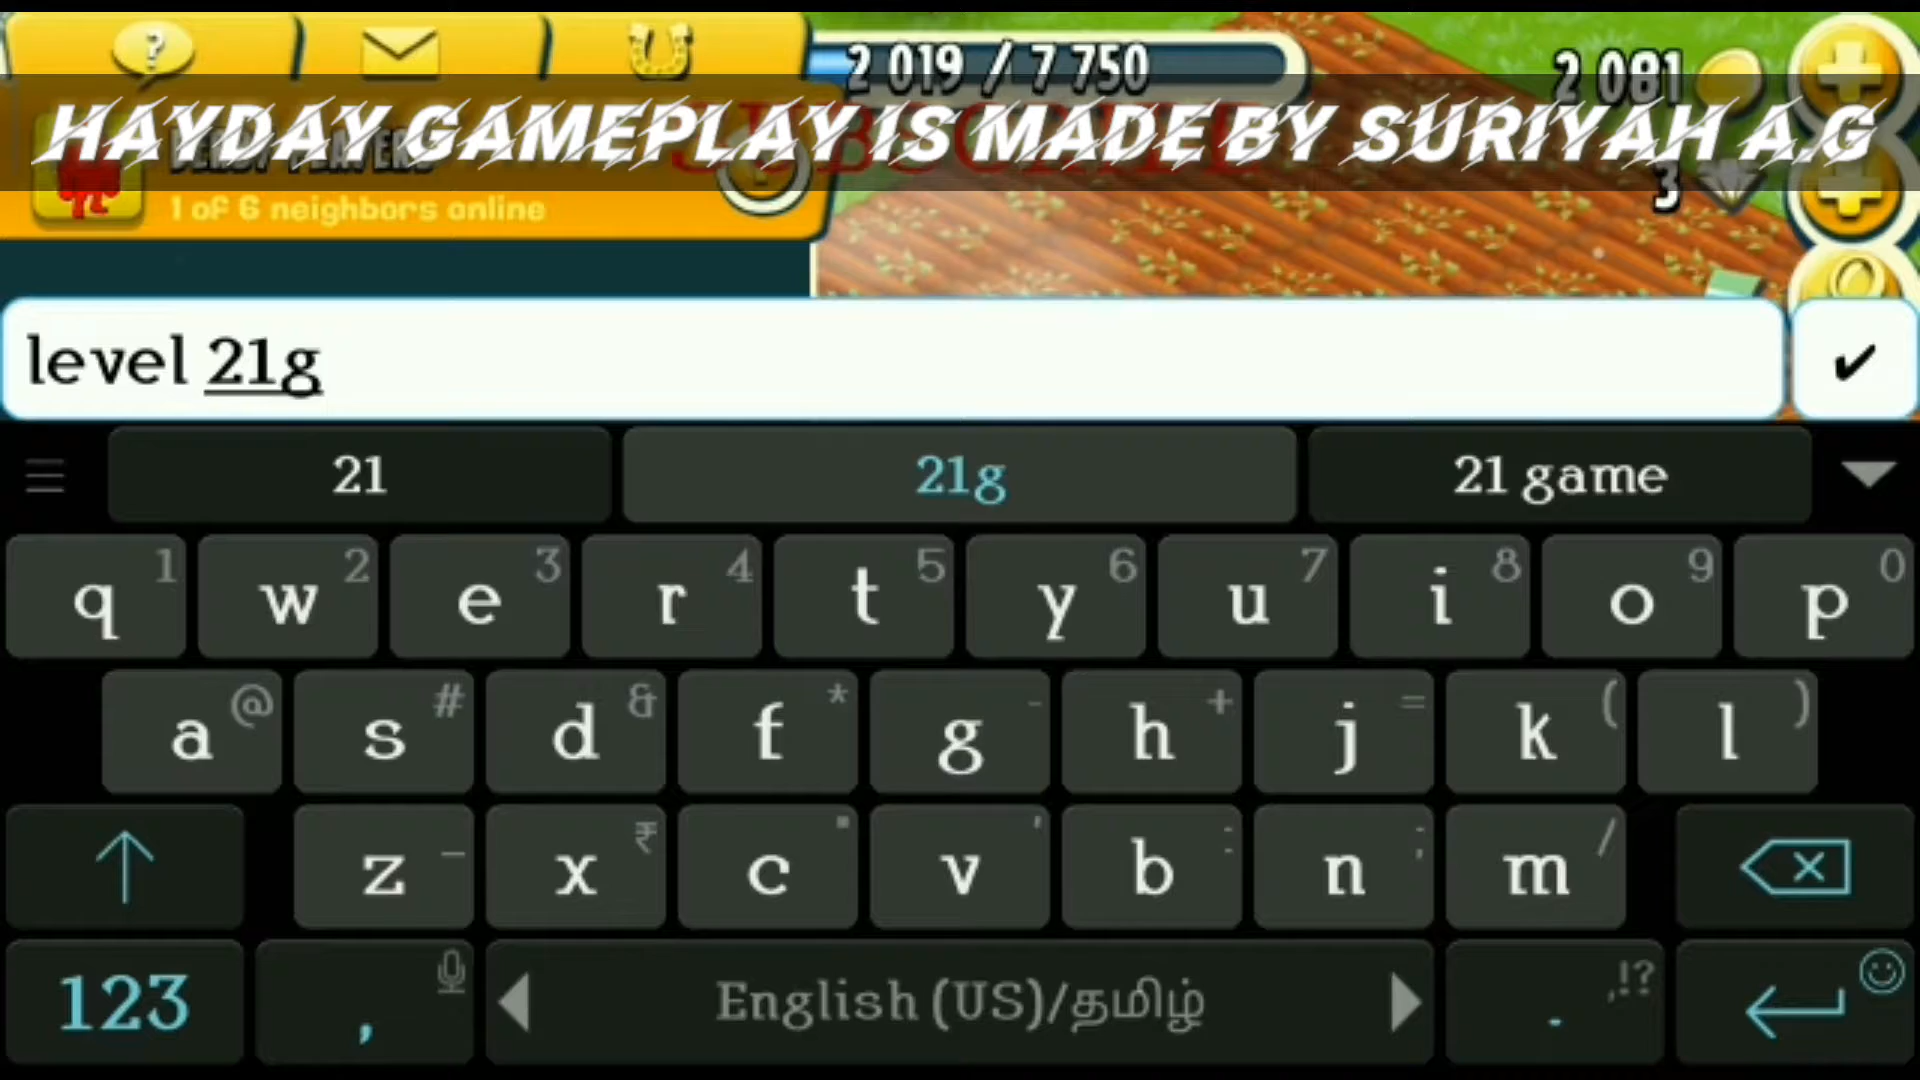 2 019 / 7 750
2 081
HAYDAY GAMEPLAY IS MADE BY SURIYAH A.G
1 of 6 neighbors online
3
level 21g
21 21g 21 game
q 1 w 2 e 3 r 4 t 5 y 6 u 7 i 8 o 9 p 0
a @ s # d & f * g - h + j = k ( l )
z _ x ₹ c " v ' b : n ; m /
123 , English (US)/தமிழ் . ,!?